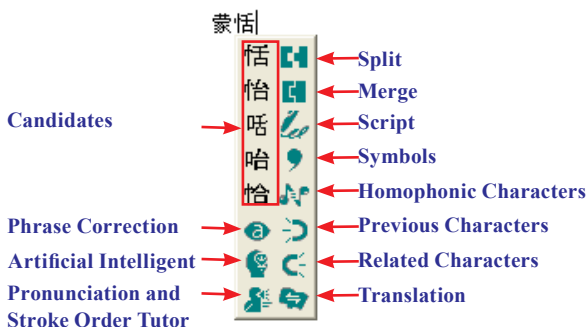 蒙恬
恬
Split
怡
Merge
Candidates
咶
Script
咍
Symbols
恰
Homophonic Characters
Phrase Correction
a
Previous Characters
Artificial Intelligent
Related Characters
Pronunciation and
Stroke Order Tutor
Translation